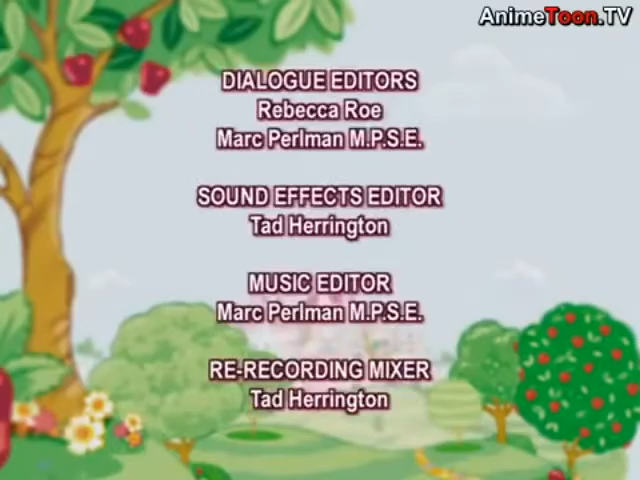 AnimeToon.TV
DIALOGUE EDITORS
Rebecca Roe
Marc Perlman M.P.S.E.
SOUND EFFECTS EDITOR
Tad Herrington
MUSIC EDITOR
Marc Perlman M.P.S.E.
RE-RECORDING MIXER
Tad Herrington